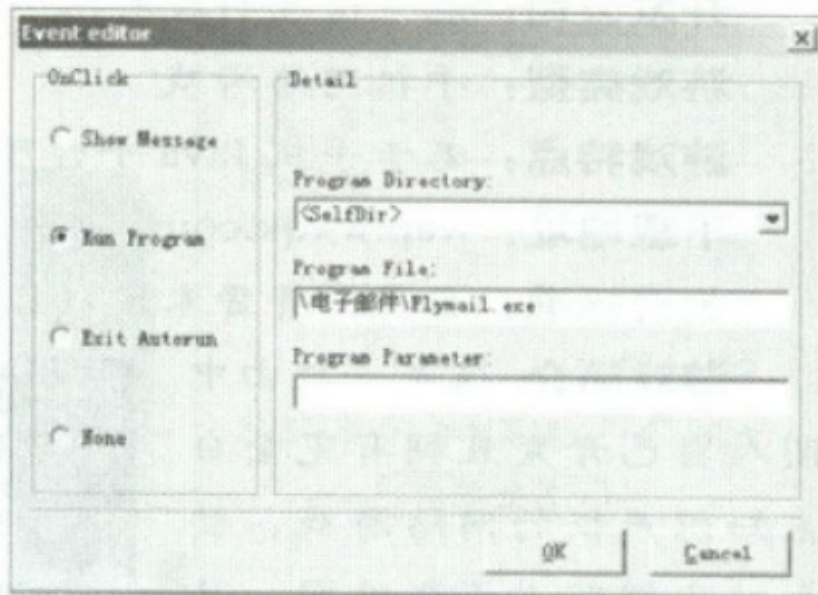 Event editor
OnClick
Show Message
Run Program
Exit Autorun
None
Detail
Program Directory:
<SelfDir>
Program File:
\电子邮件\Flymail.exe
Program Parameter:
OK
Cancel